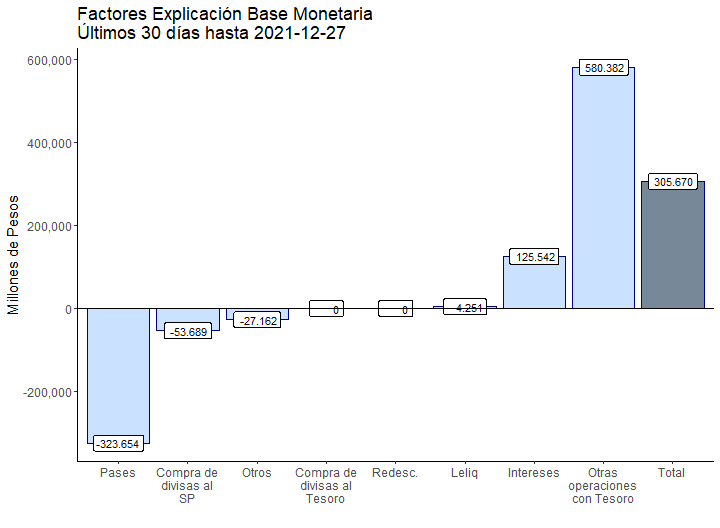 Factores Explicación Base Monetaria
Últimos 30 días hasta 2021-12-27
Millones de Pesos
600,000
400,000
200,000
0
-200,000
-323.654
-53.689
-27.162
0
0
4.251
125.542
580.382
305.670
Pases
Compra de
divisas al
SP
Otros
Compra de
divisas al
Tesoro
Redesc.
Leliq
Intereses
Otras
operaciones
con Tesoro
Total